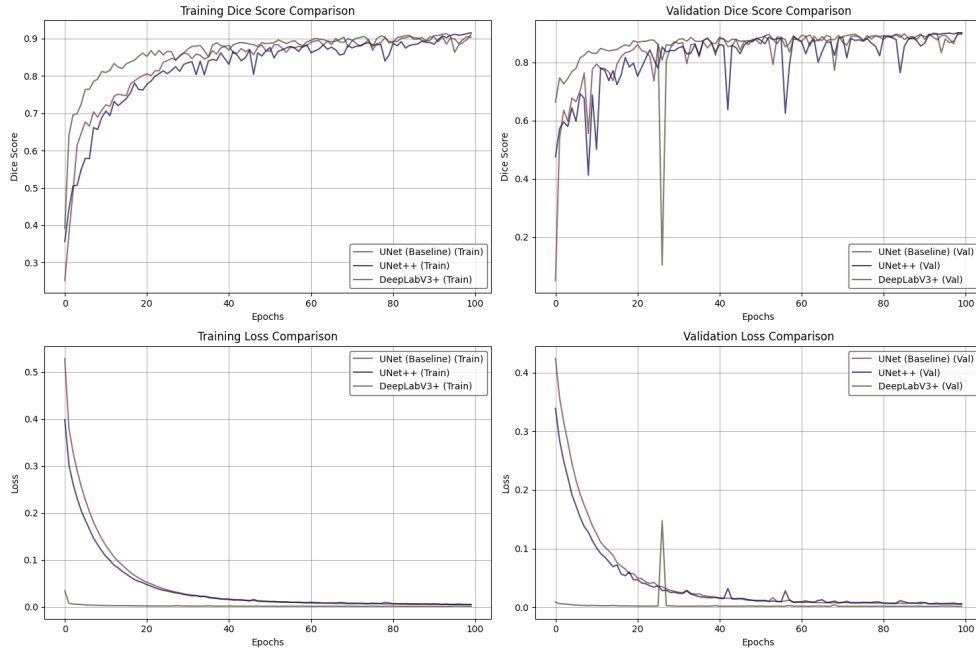 Training Dice Score Comparison
Dice Score
0.9
0.8
0.7
0.6
0.5
0.4
0.3
0
20
40
60
80
100
Epochs
UNet (Baseline) (Train)
UNet++ (Train)
DeepLabV3+ (Train)
Validation Dice Score Comparison
Dice Score
0.8
0.6
0.4
0.2
0
20
40
60
80
100
Epochs
UNet (Baseline) (Val)
UNet++ (Val)
DeepLabV3+ (Val)
Training Loss Comparison
Loss
0.5
0.4
0.3
0.2
0.1
0.0
0
20
40
60
80
100
Epochs
UNet (Baseline) (Train)
UNet++ (Train)
DeepLabV3+ (Train)
Validation Loss Comparison
Loss
0.4
0.3
0.2
0.1
0.0
0
20
40
60
80
100
Epochs
UNet (Baseline) (Val)
UNet++ (Val)
DeepLabV3+ (Val)